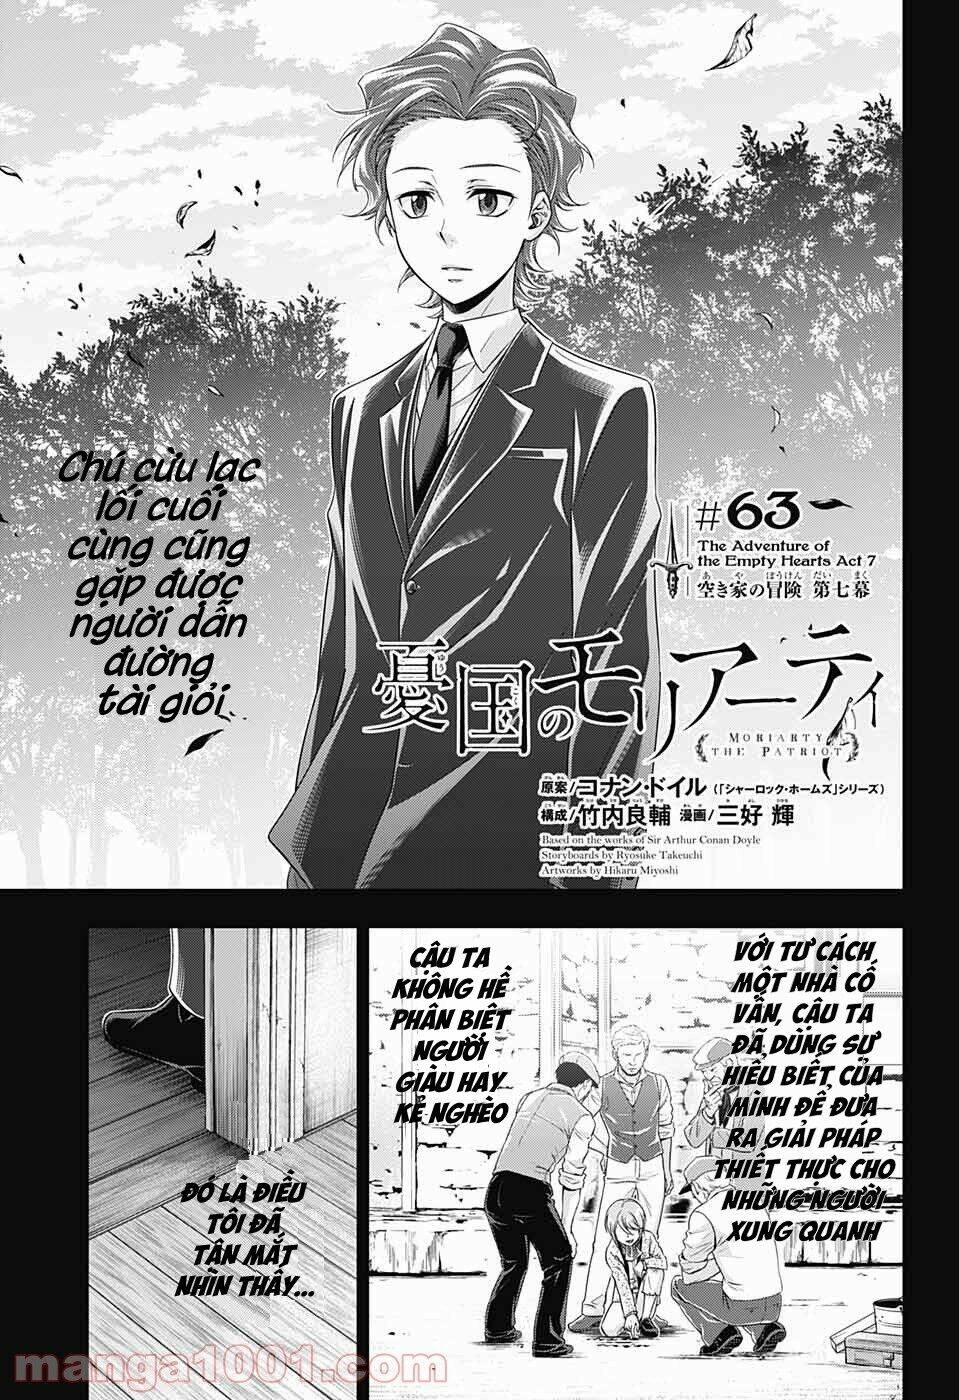 Chú cừu lạc
lối cuối
cùng cũng
gặp được
người dẫn
đường
tài giỏi
#63
The Adventure of
the Empty Hearts Act 7
空き家の冒険 第七幕
憂国のモリアーティ
MORIARTY
THE PATRIOT
原案/コナン・ドイル(「シャーロック・ホームズ」シリーズ)
構成/竹内良輔 漫画/三好 輝
Based on the works of Sir Arthur Conan Doyle
Storyboards by Ryosuke Takeuchi
Artworks by Hikaru Miyoshi
VỚI TƯ CÁCH
MỘT NHÀ CỐ
VẤN, CẬU TA
ĐÃ DÙNG SỰ
HIỂU BIẾT CỦA
MÌNH ĐỂ ĐƯA
RA GIẢI PHÁP
THIẾT THỰC CHO
NHỮNG NGƯỜI
XUNG QUANH
CẬU TA
KHÔNG HỀ
PHÂN BIỆT
NGƯỜI
GIÀU HAY
KẺ NGHÈO
ĐÓ LÀ ĐIỀU
TÔI ĐÃ
TẬN MẮT
NHÌN THẤY...
manga1001.com